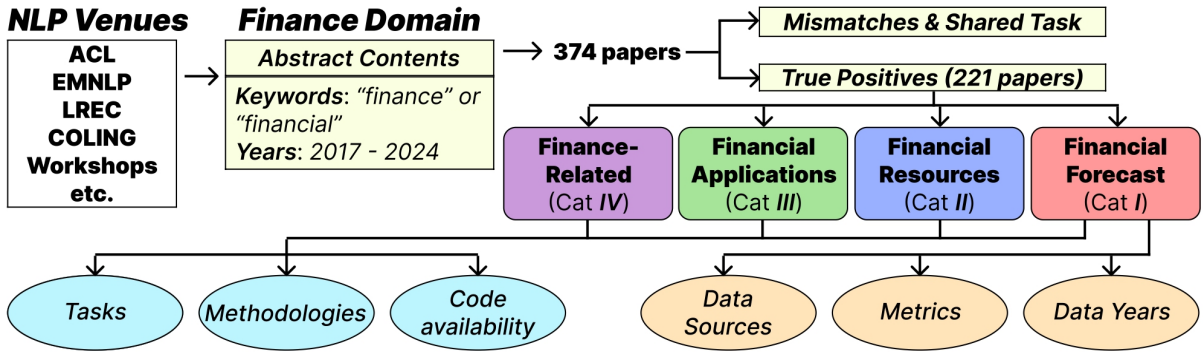 NLP Venues
ACL
EMNLP
LREC
COLING
Workshops
etc.
Finance Domain
Abstract Contents
Keywords: “finance” or
“financial”
Years: 2017 - 2024
374 papers
Mismatches & Shared Task
True Positives (221 papers)
Finance-
Related
(Cat IV)
Financial
Applications
(Cat III)
Financial
Resources
(Cat II)
Financial
Forecast
(Cat I)
Tasks
Methodologies
Code
availability
Data
Sources
Metrics
Data Years